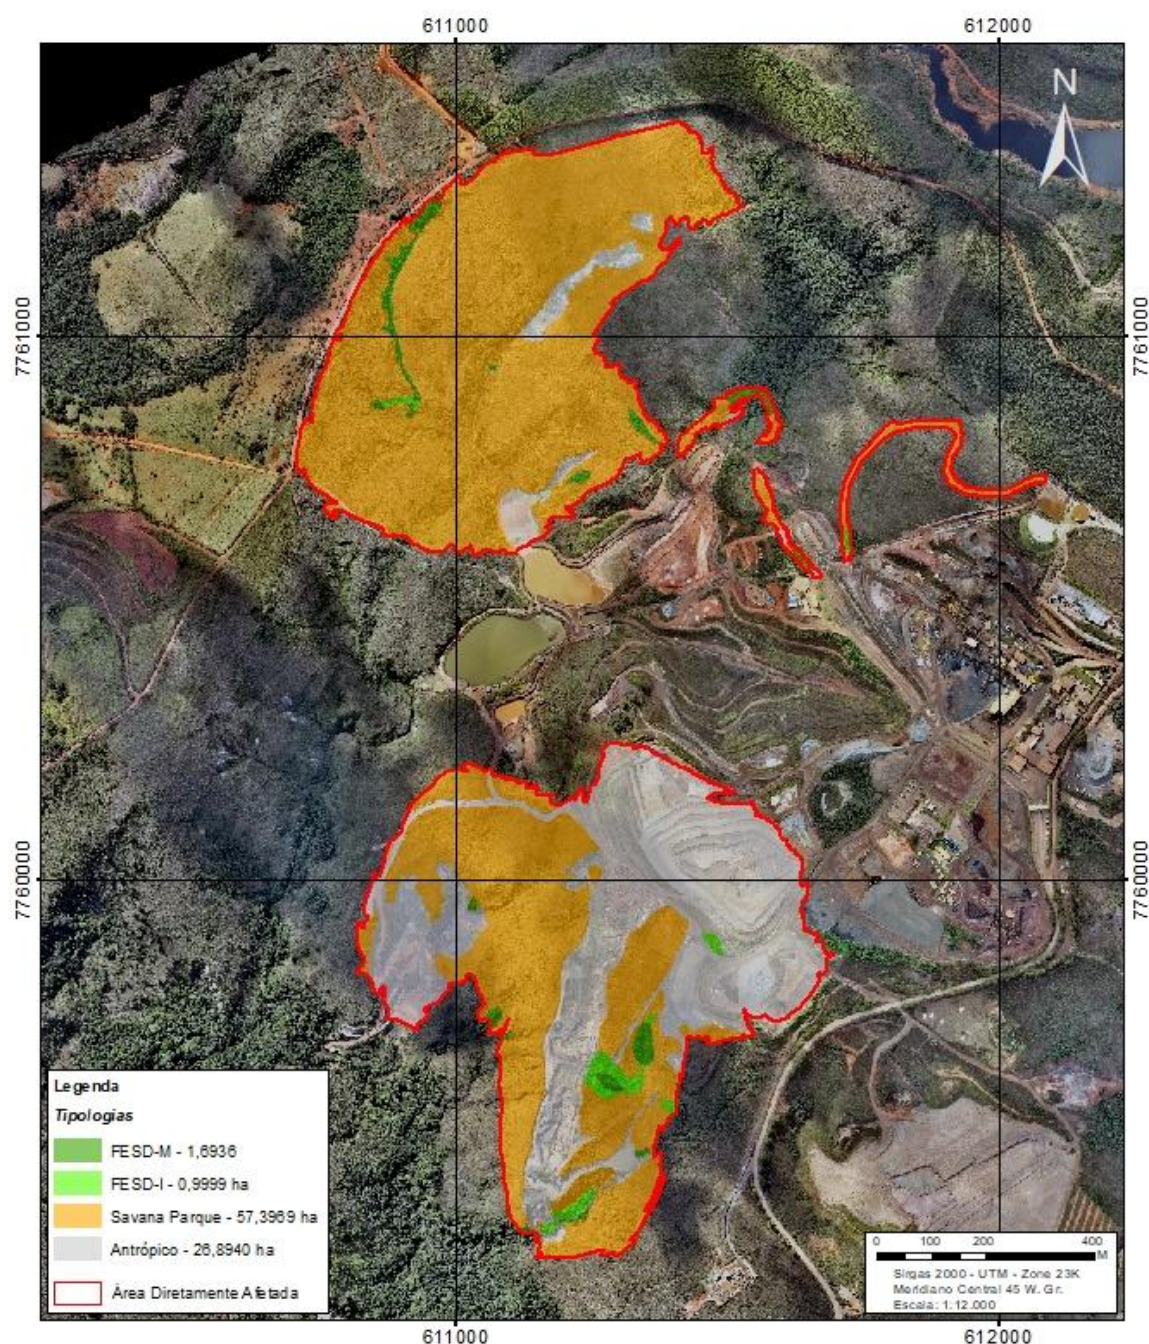 611000
612000
N
7761000
7761000
7760000
7760000
Legenda
Tipologias
FESD-M - 1,6936
FESD-I - 0,9999 ha
Savana Parque - 57,3969 ha
Antrópico - 26,8940 ha
Área Diretamente Afetada
0 100 200 400
M
Sirgas 2000 - UTM - Zone 23K
Meridiano Central 45 W. Gr.
Escala: 1:12.000
611000
612000